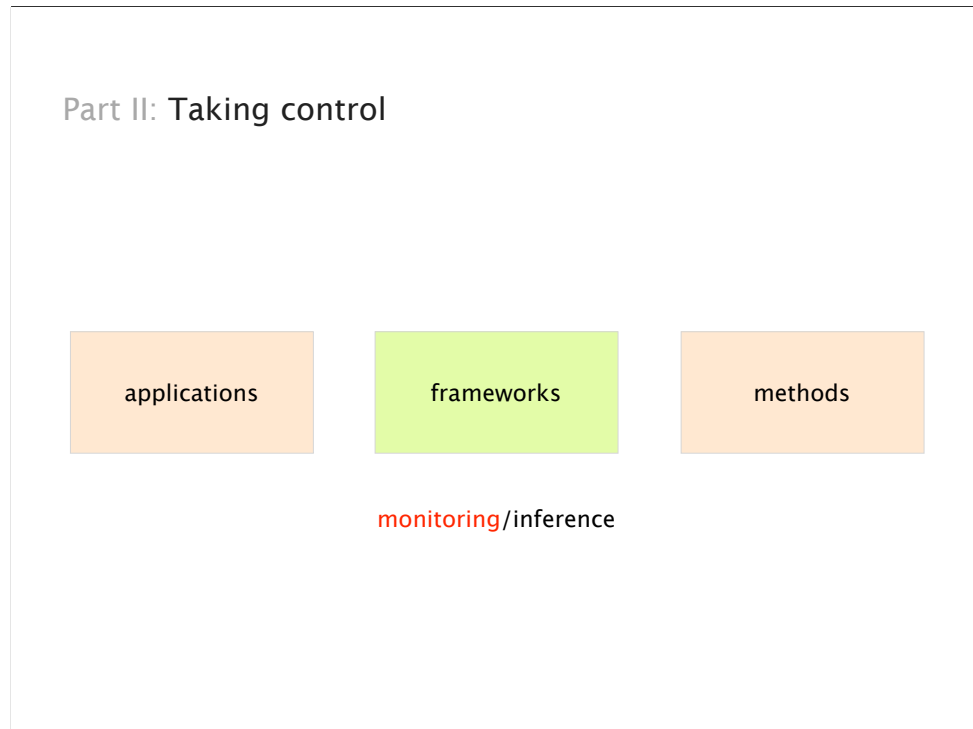 Part II: Taking control
applications
frameworks
methods
monitoring/inference